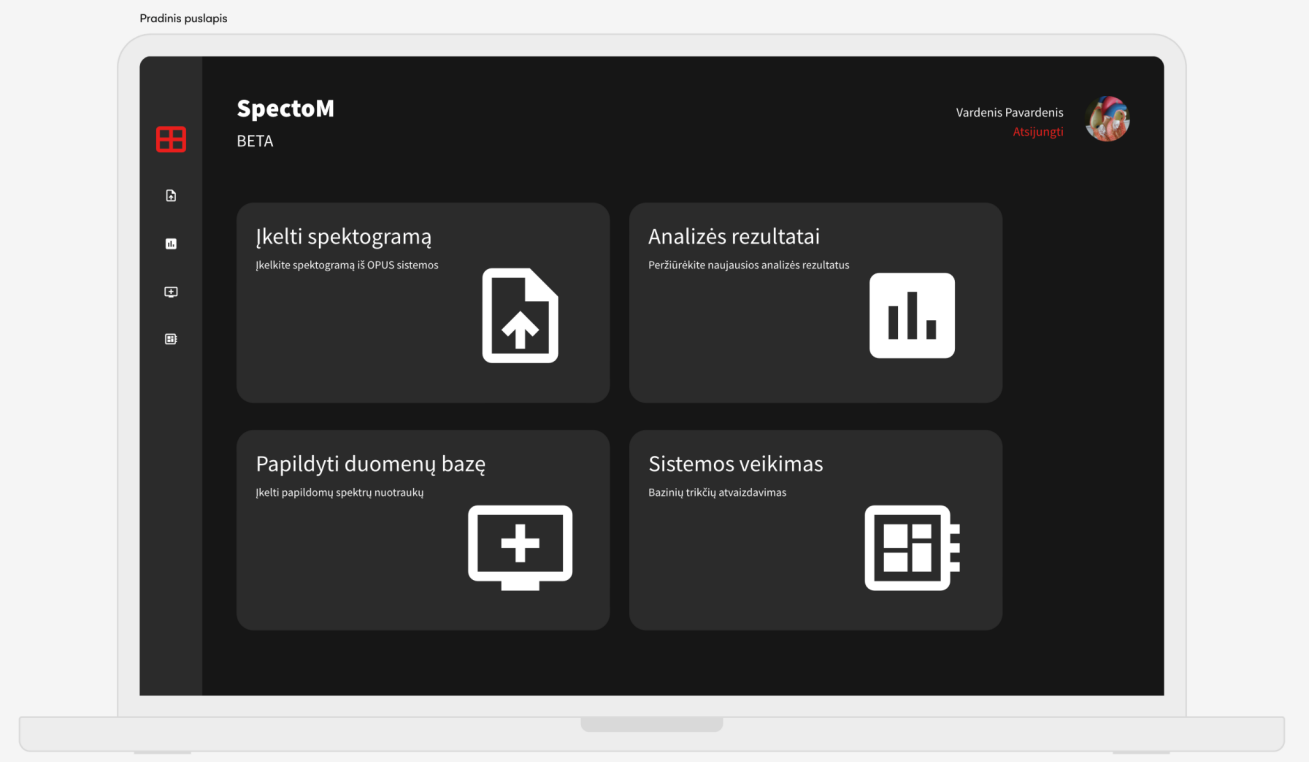 Pradinis puslapis
SpectoM
BETA
Vardenis Pavardenis
Atsijungti
Įkelti spektogramą
Įkelkite spektogramą iš OPUS sistemos
Analizės rezultatai
Peržiūrėkite naujausios analizės rezultatus
Papildyti duomenų bazę
Įkelti papildomų spektrų nuotraukų
Sistemos veikimas
Bazinių trikčių atvaizdavimas